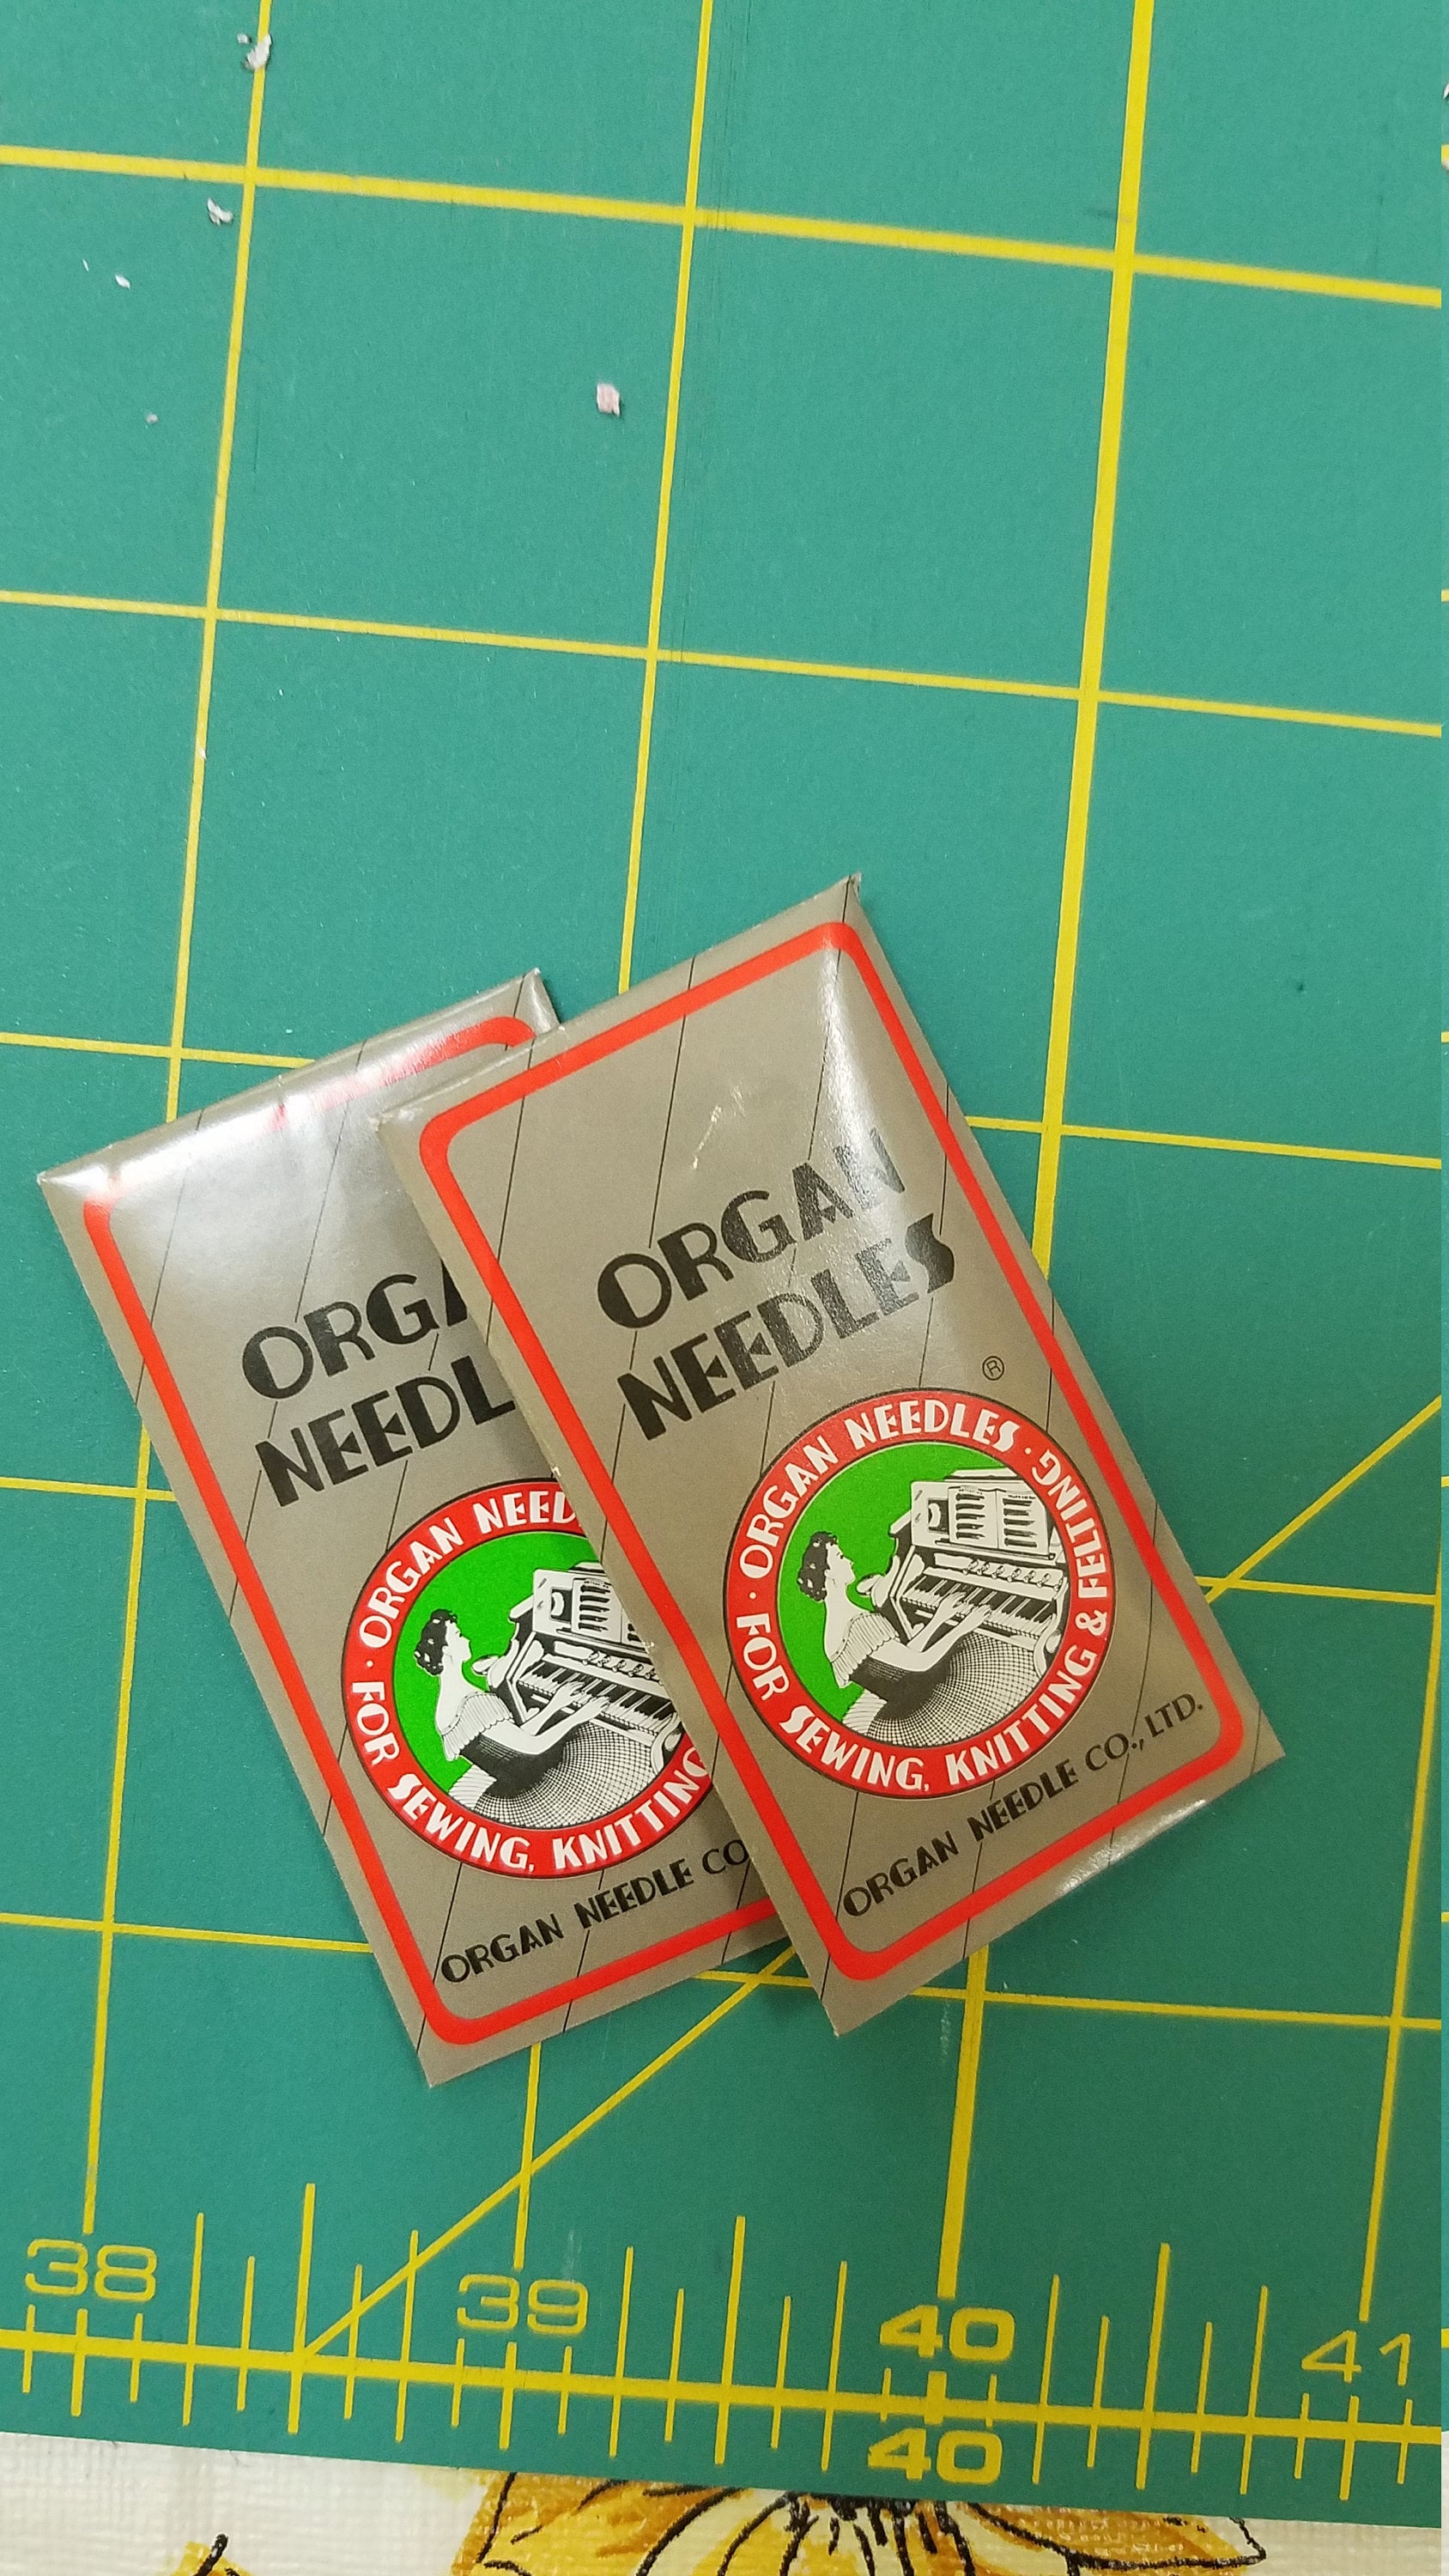 ORGA
NEEDL
· ORGAN NEED
FOR SEWING, KNITTING
ORGAN NEEDLE CO
ORGAN
NEEDLES
®
· ORGAN NEEDLES ·
FOR SEWING, KNITTING & FELTING
ORGAN NEEDLE CO., LTD.
38 39 40 41
40